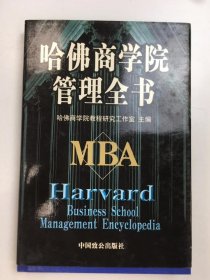 哈佛商学院
管理全书
哈佛商学院教程研究工作室 主编
MBA
Harvard
Business School
Management Encyclopedia
中国致公出版社